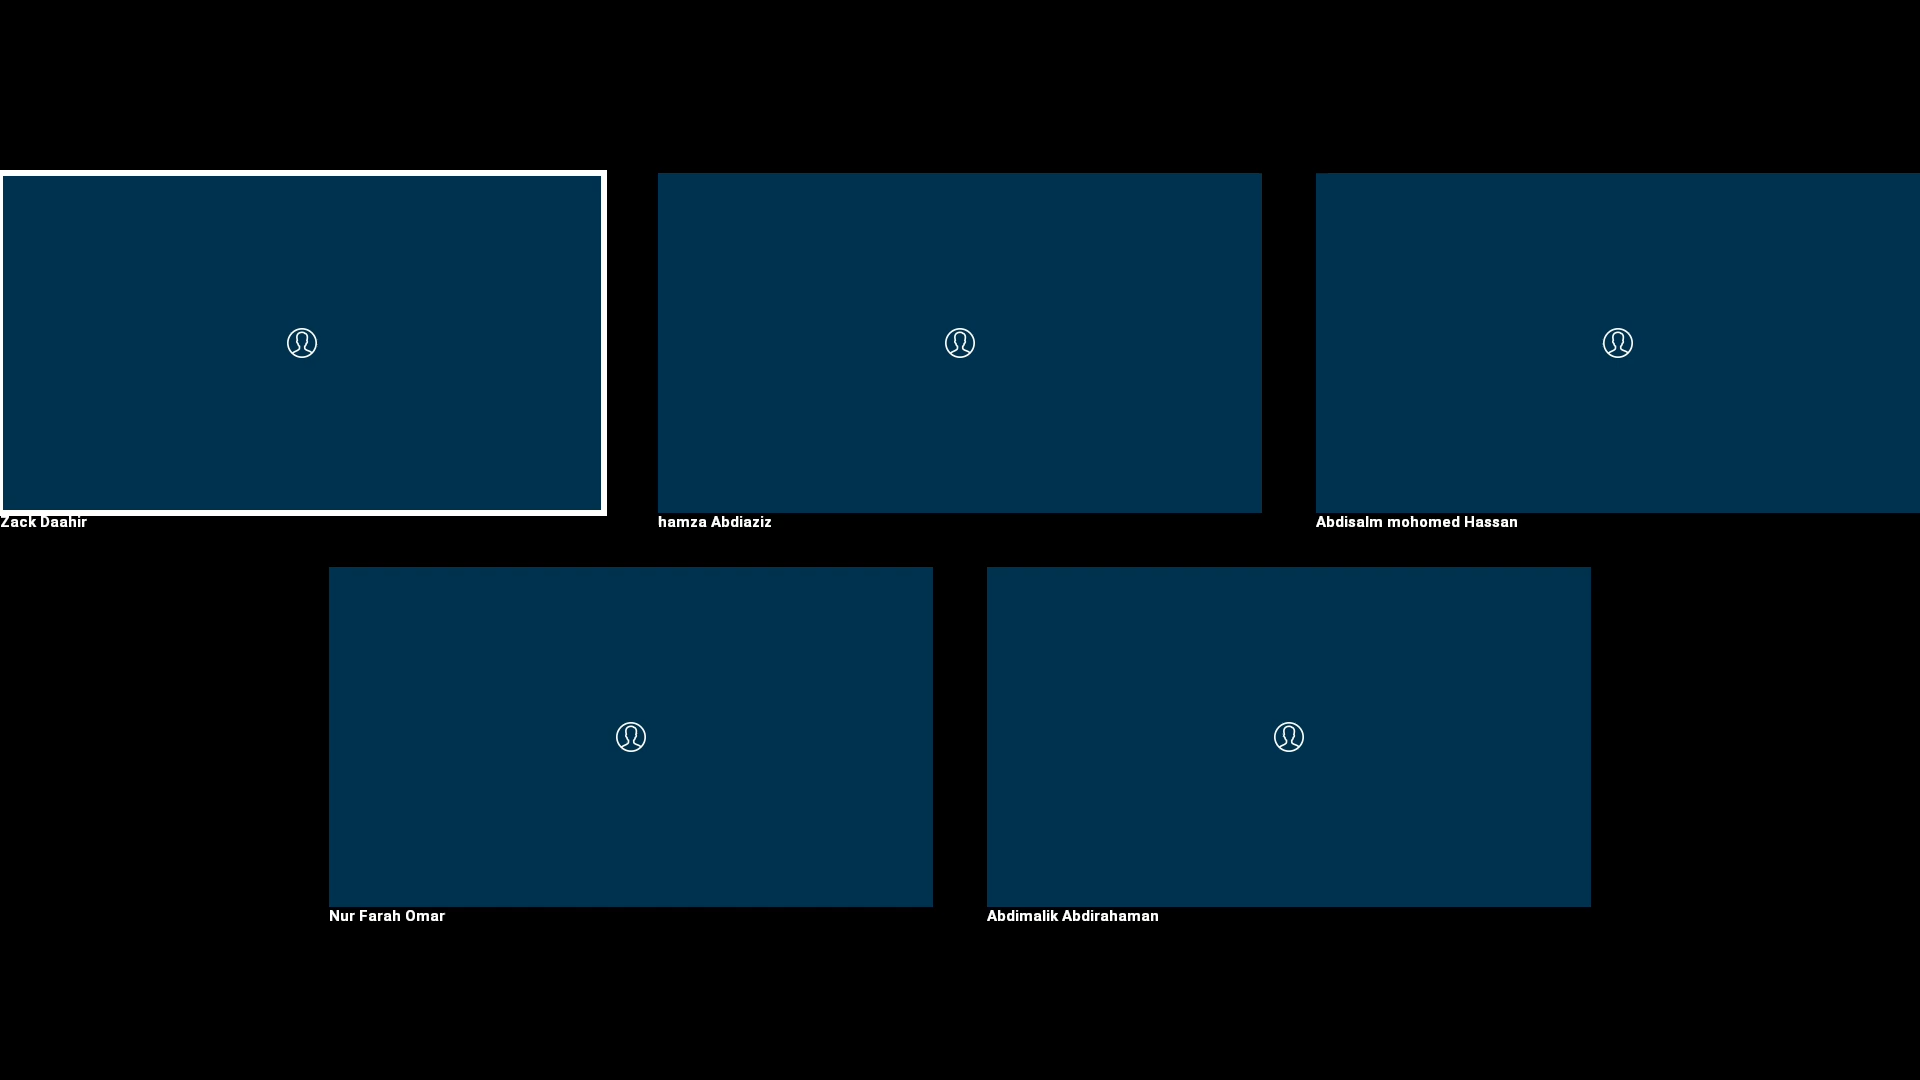 Zack Daahir
hamza Abdiaziz
Abdisalm mohomed Hassan
Nur Farah Omar
Abdimalik Abdirahaman